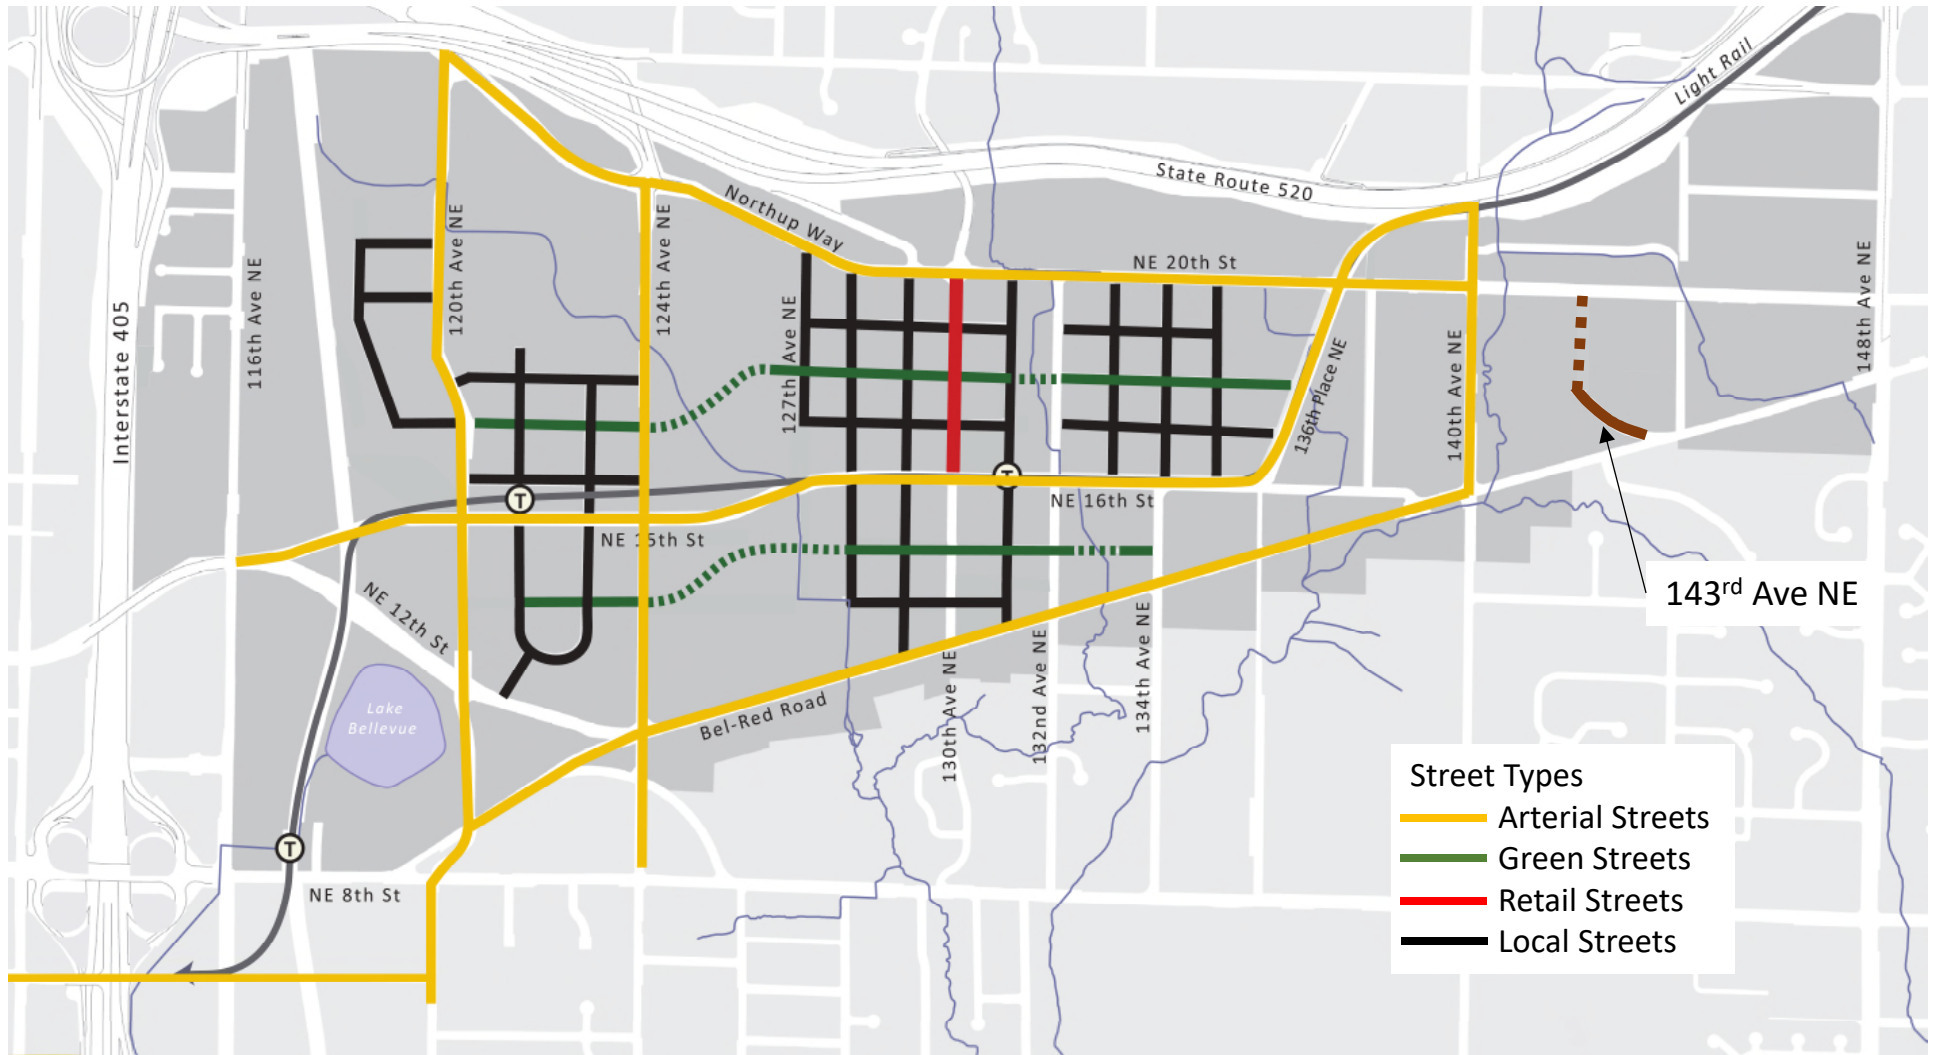 Light Rail
State Route 520
Northup Way
NE 20th St
116th Ave NE
120th Ave NE
124th Ave NE
127th Ave NE
136th Place NE
140th Ave NE
148th Ave NE
Interstate 405
T
T
NE 16th St
NE 15th St
NE 12th St
143rd Ave NE
Lake
Bellevue
Bel-Red Road
130th Ave NE
132nd Ave NE
134th Ave NE
T
NE 8th St
Street Types
Arterial Streets
Green Streets
Retail Streets
Local Streets